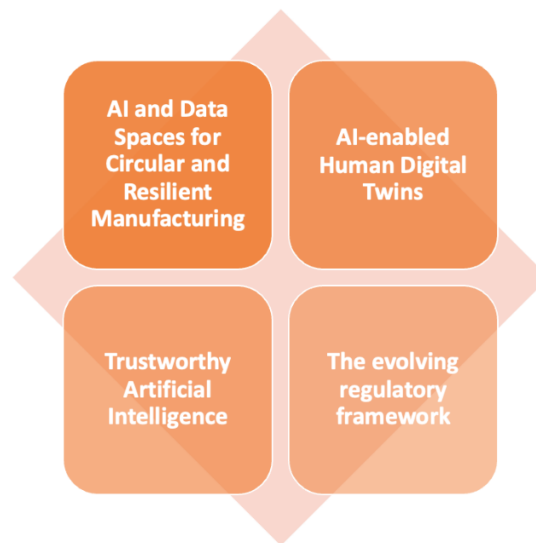 AI and Data
Spaces for
Circular and
Resilient
Manufacturing
AI-enabled
Human Digital
Twins
Trustworthy
Artificial
Intelligence
The evolving
regulatory
framework